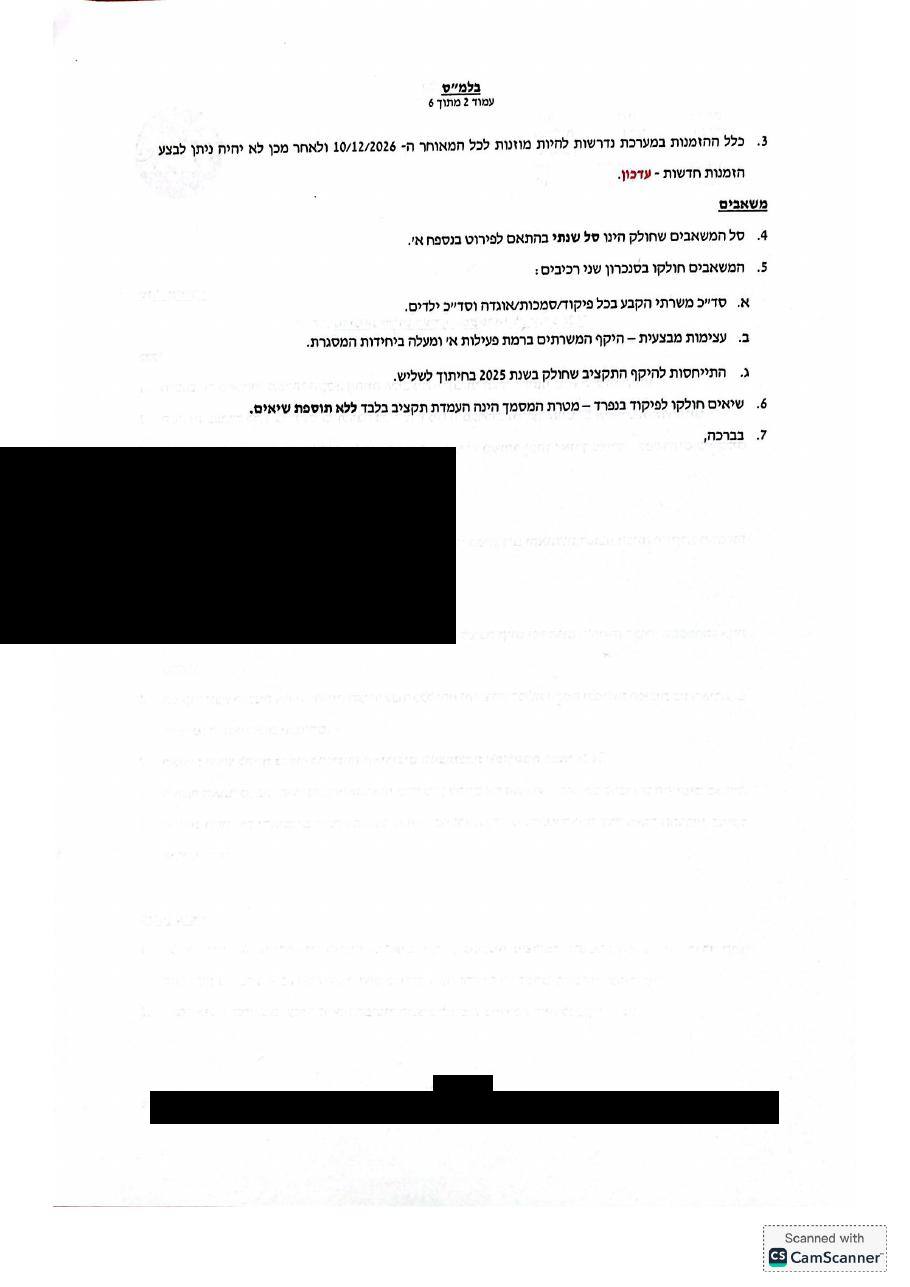 בלמ"ס
עמוד 2 מתוך 6
3. כלל ההזמנות במערכת נדרשות להיות מוזנות לכל המאוחר ה- 10/12/2026 ולאחר מכן לא יהיה ניתן לבצע
הזמנות חדשות - עדכון.
משאבים
4. סל המשאבים שחולק הינו סל שנתי בהתאם לפירוט בנספח א'.
5. המשאבים חולקו בסנכרון שני רכיבים:
א. סד"כ משרתי הקבע בכל פיקוד/סמכות/אוגדה וסד"כ ילדים.
ב. עצימות מבצעית – היקף המשרתים ברמת פעילות א' ומעלה ביחידות המסגרת.
ג. התייחסות להיקף התקציב שחולק בשנת 2025 בחיתוך לשליש.
6. שיאים חולקו לפיקוד בנפרד – מטרת המסמך הינה העמדת תקציב בלבד ללא תוספת שיאים.
7. בברכה,
Scanned with
CS CamScanner